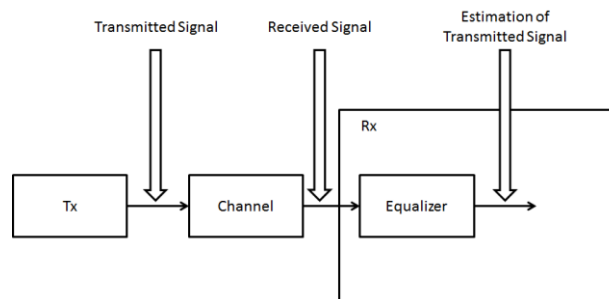 Transmitted Signal
Received Signal
Estimation of
Transmitted Signal
Rx
Tx
Channel
Equalizer